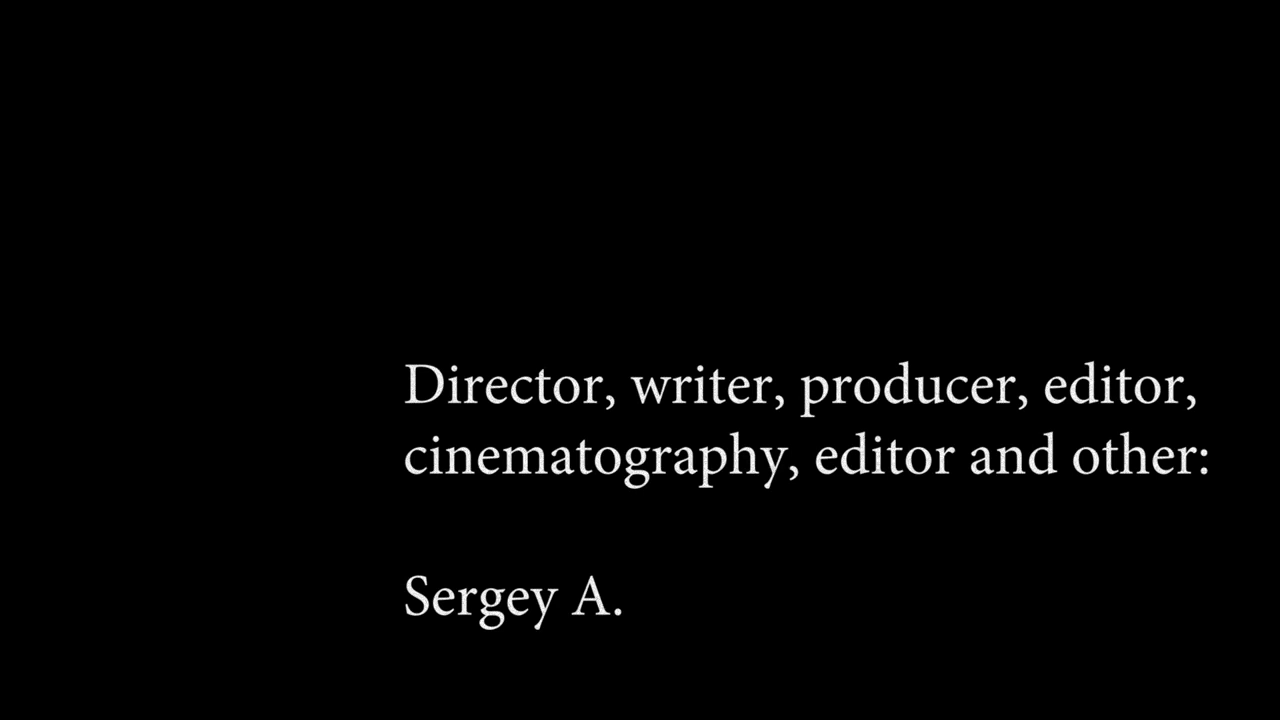 Director, writer, producer, editor,
cinematography, editor and other:
Sergey A.